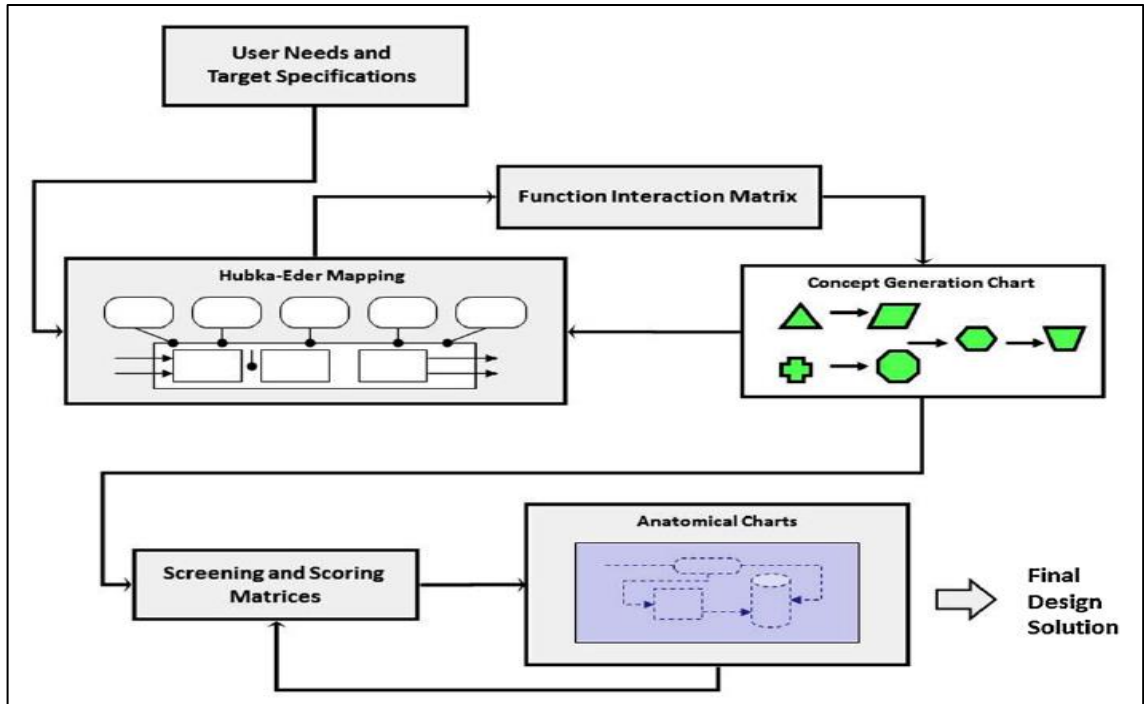 User Needs and
Target Specifications
Function Interaction Matrix
Hubka-Eder Mapping
Concept Generation Chart
Anatomical Charts
Screening and Scoring
Matrices
Final
Design
Solution